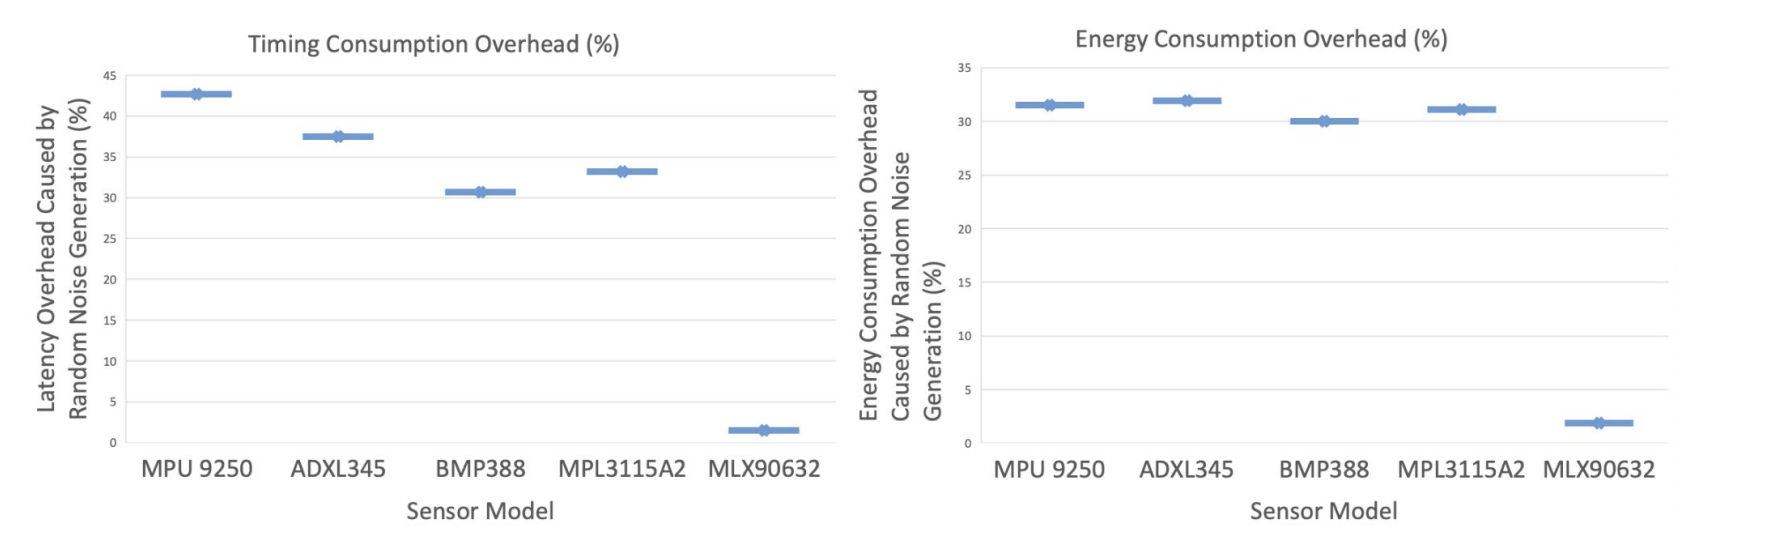 Timing Consumption Overhead (%)
Latency Overhead Caused by
Random Noise Generation (%)
45
40
35
30
25
20
15
10
5
0
MPU 9250 ADXL345 BMP388 MPL3115A2 MLX90632
Sensor Model
Energy Consumption Overhead (%)
Energy Consumption Overhead
Caused by Random Noise
Generation (%)
35
30
25
20
15
10
5
0
MPU 9250 ADXL345 BMP388 MPL3115A2 MLX90632
Sensor Model